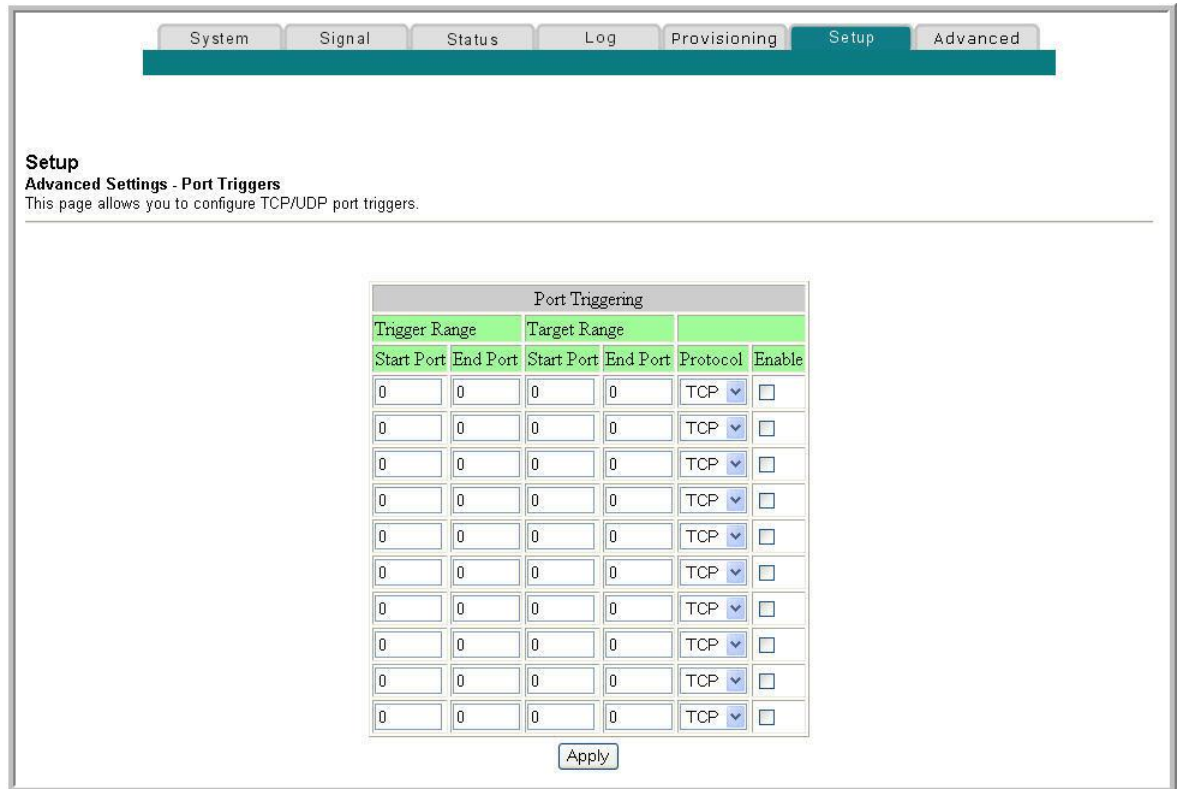 System Signal Status Log Provisioning Setup Advanced
Setup
Advanced Settings - Port Triggers
This page allows you to configure TCP/UDP port triggers.
Port Triggering
Trigger Range Target Range
Start Port End Port Start Port End Port Protocol Enable
0 0 0 0 TCP
0 0 0 0 TCP
0 0 0 0 TCP
0 0 0 0 TCP
0 0 0 0 TCP
0 0 0 0 TCP
0 0 0 0 TCP
0 0 0 0 TCP
0 0 0 0 TCP
0 0 0 0 TCP
Apply